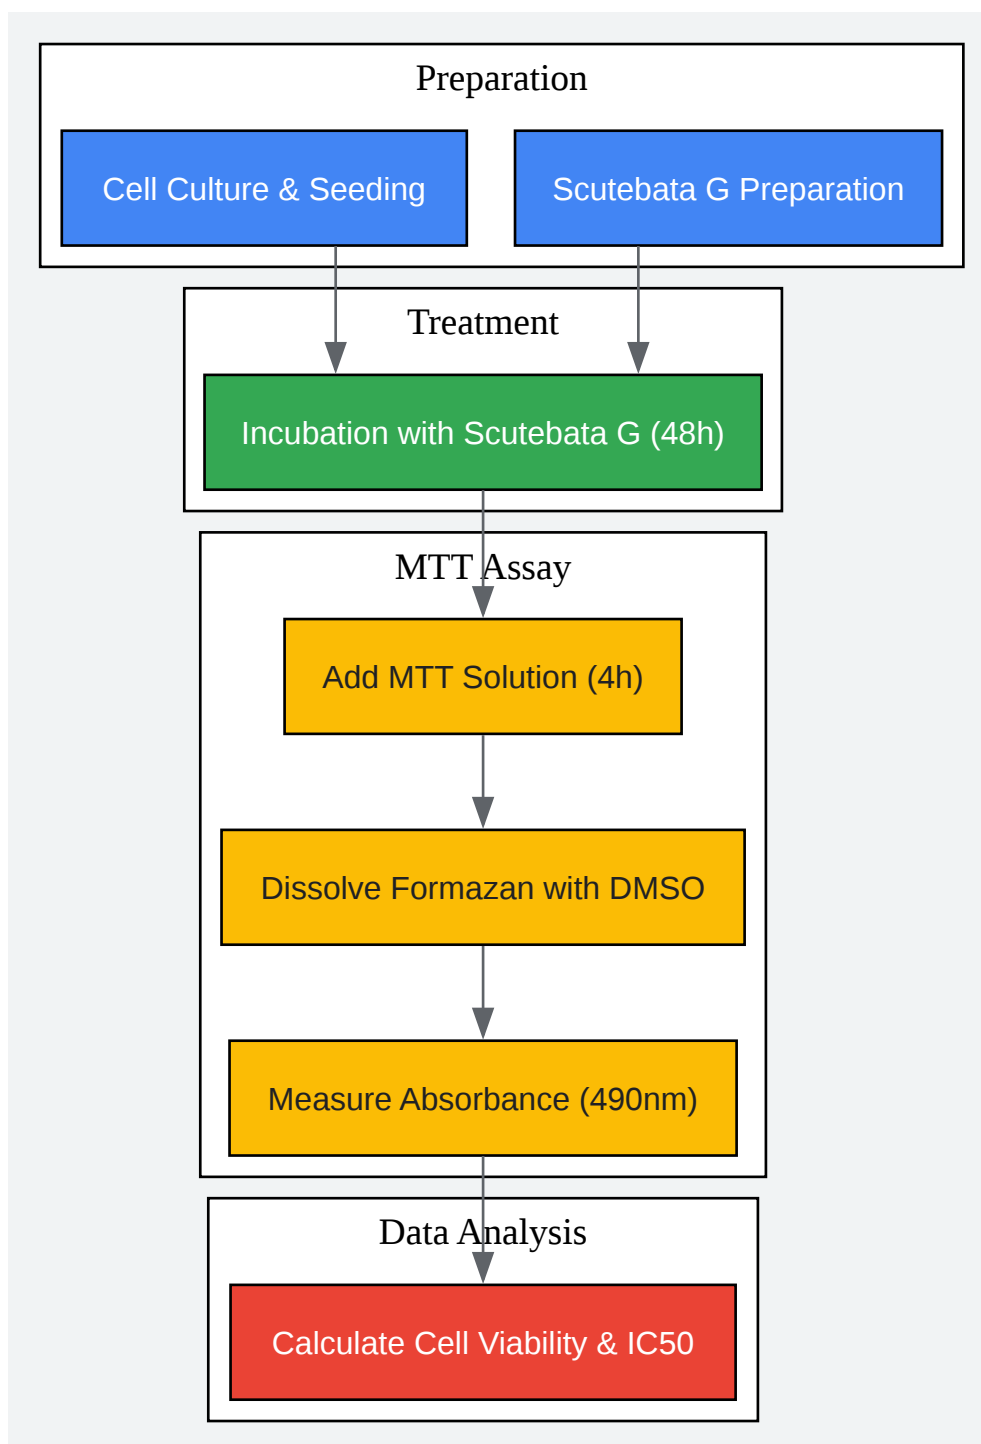 Preparation
Cell Culture & Seeding
Scutebata G Preparation
Treatment
Incubation with Scutebata G (48h)
MTT Assay
Add MTT Solution (4h)
Dissolve Formazan with DMSO
Measure Absorbance (490nm)
Data Analysis
Calculate Cell Viability & IC50